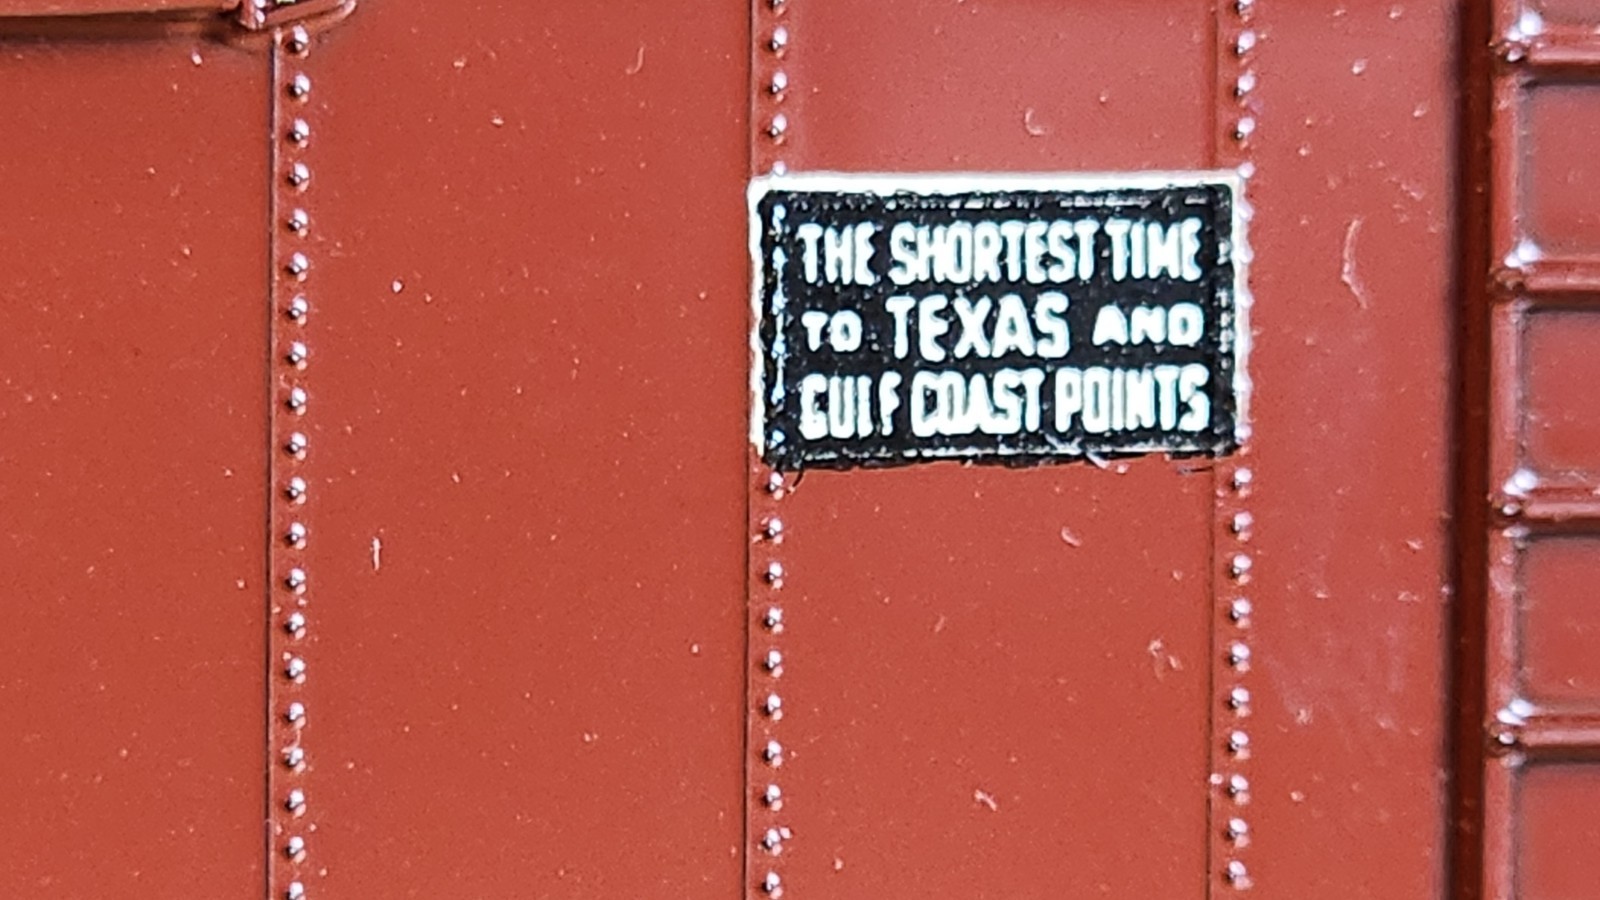 THE SHORTEST TIME
TO TEXAS AND
GULF COAST POINTS